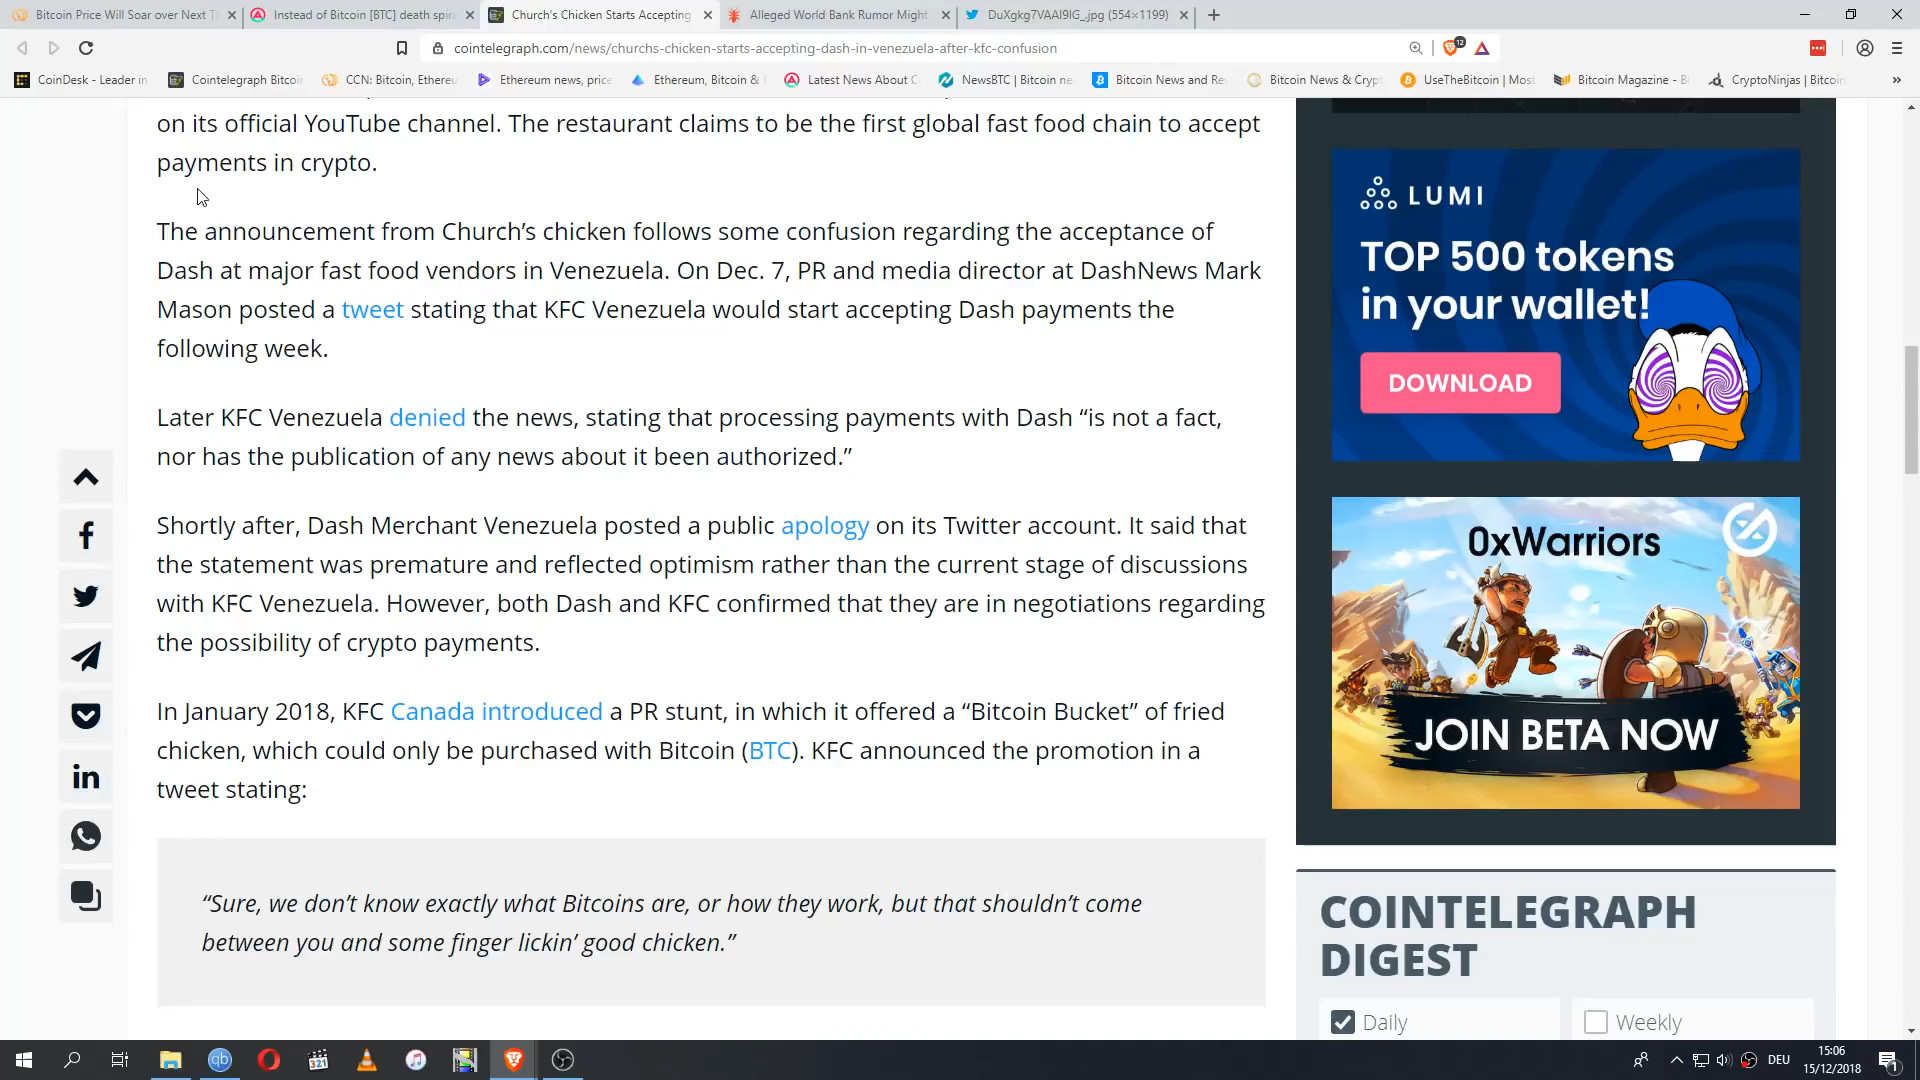 Bitcoin Price Will Soar over Next T
Instead of Bitcoin [BTC] death spira
Church's Chicken Starts Accepting
Alleged World Bank Rumor Might
DuXgkg7VAAI9IG_.jpg (554×1199)
cointelegraph.com/news/churchs-chicken-starts-accepting-dash-in-venezuela-after-kfc-confusion
12
CoinDesk - Leader in
Cointelegraph Bitcoi
CCN: Bitcoin, Ethereu
Ethereum news, price
Ethereum, Bitcoin &
Latest News About C
NewsBTC | Bitcoin ne
Bitcoin News and Re
Bitcoin News & Crypt
UseTheBitcoin | Most
Bitcoin Magazine - B
CryptoNinjas | Bitcoin
on its official YouTube channel. The restaurant claims to be the first global fast food chain to accept
payments in crypto.
The announcement from Church’s chicken follows some confusion regarding the acceptance of
Dash at major fast food vendors in Venezuela. On Dec. 7, PR and media director at DashNews Mark
Mason posted a tweet stating that KFC Venezuela would start accepting Dash payments the
following week.
Later KFC Venezuela denied the news, stating that processing payments with Dash “is not a fact,
nor has the publication of any news about it been authorized.”
Shortly after, Dash Merchant Venezuela posted a public apology on its Twitter account. It said that
the statement was premature and reflected optimism rather than the current stage of discussions
with KFC Venezuela. However, both Dash and KFC confirmed that they are in negotiations regarding
the possibility of crypto payments.
In January 2018, KFC Canada introduced a PR stunt, in which it offered a “Bitcoin Bucket” of fried
chicken, which could only be purchased with Bitcoin (BTC). KFC announced the promotion in a
tweet stating:
“Sure, we don’t know exactly what Bitcoins are, or how they work, but that shouldn’t come
between you and some finger lickin’ good chicken.”
LUMI
TOP 500 tokens
in your wallet!
DOWNLOAD
0xWarriors
JOIN BETA NOW
COINTELEGRAPH
DIGEST
Daily
Weekly
321
qb
DEU
15:06
15/12/2018
1